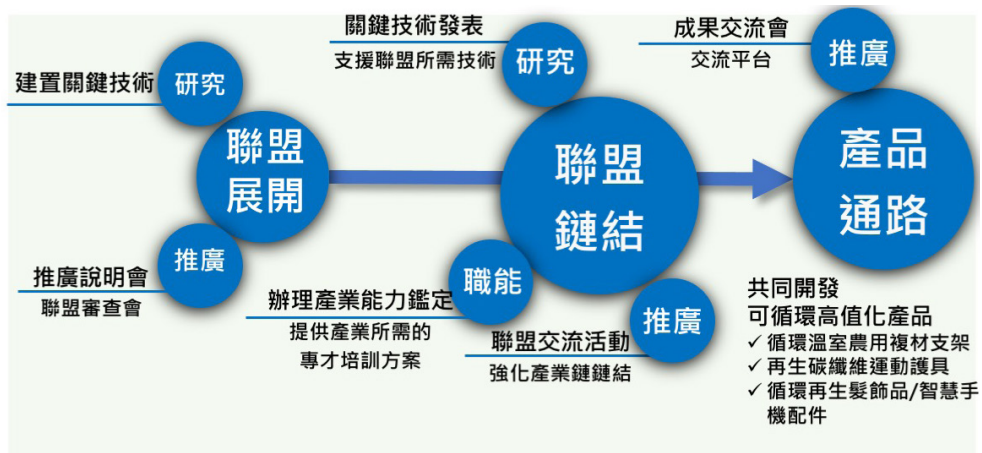 建置關鍵技術
研究
聯盟
展開
推廣
推廣說明會
聯盟審查會
關鍵技術發表
支援聯盟所需技術
研究
聯盟
鏈結
職能
辦理產業能力鑑定
提供產業所需的
專才培訓方案
推廣
聯盟交流活動
強化產業鏈鏈結
成果交流會
交流平台
推廣
產品
通路
共同開發
可循環高值化產品
✓循環溫室農用複材支架
✓再生碳纖維運動護具
✓循環再生髮飾品/智慧手
機配件